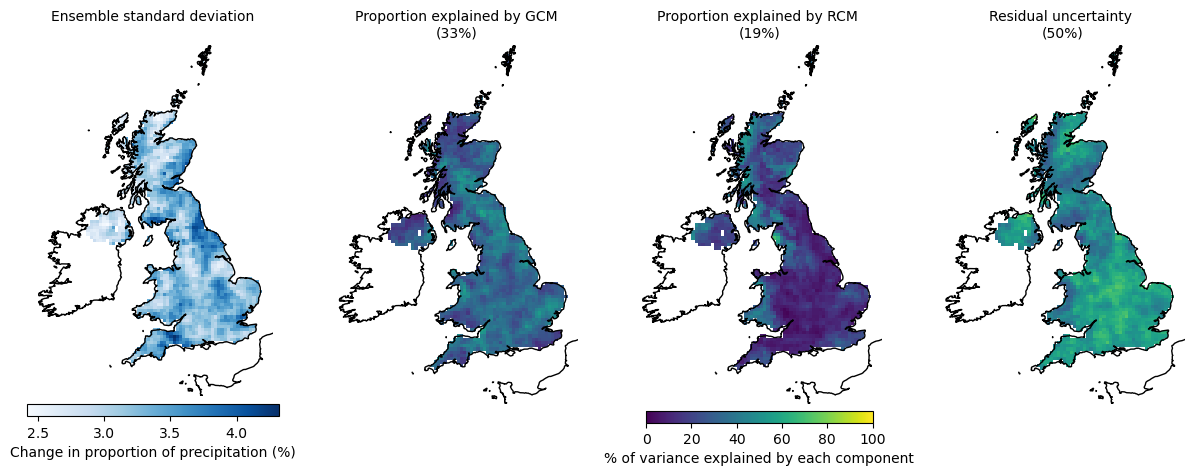 Ensemble standard deviation
Proportion explained by GCM
(33%)
Proportion explained by RCM
(19%)
Residual uncertainty
(50%)
2.5 3.0 3.5 4.0
Change in proportion of precipitation (%)
0 20 40 60 80 100
% of variance explained by each component